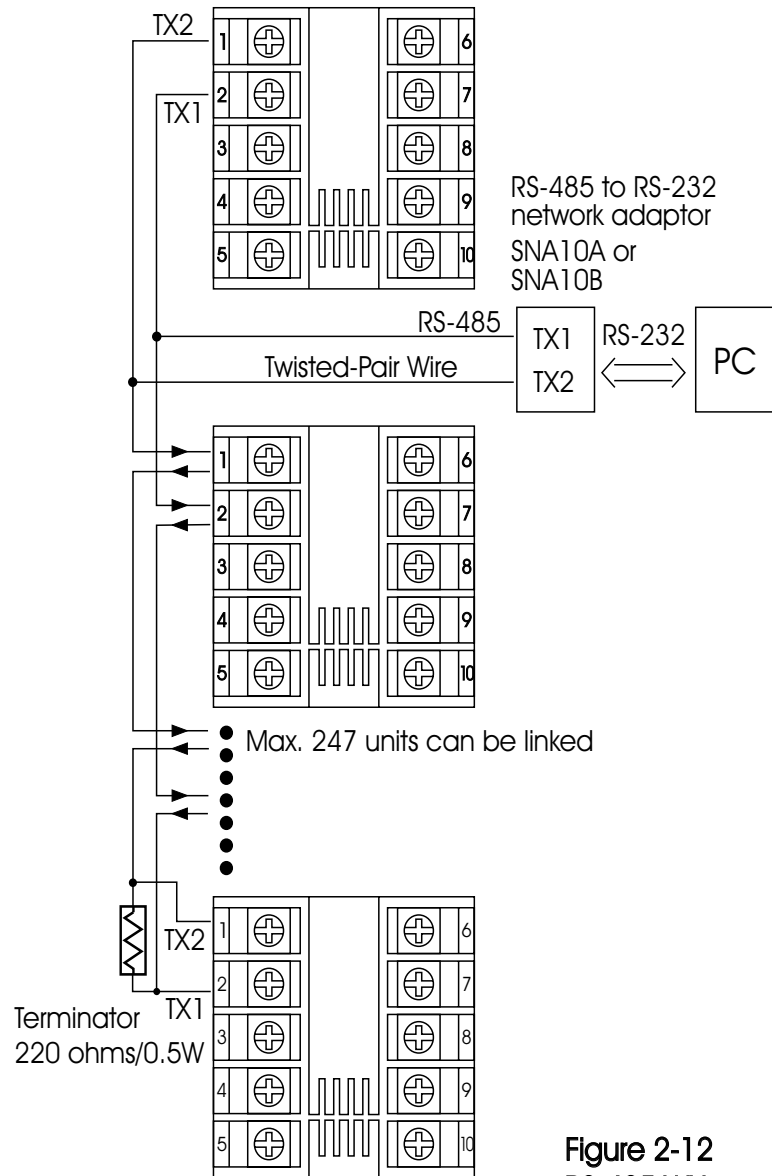 TX2
1
6
2
7
TX1
3
8
4
9
5
10
RS-485 to RS-232
network adaptor
SNA10A or
SNA10B
RS-485
TX1
RS-232
PC
Twisted-Pair Wire
TX2
1
6
2
7
3
8
4
9
5
10
Max. 247 units can be linked
1
6
TX2
2
7
TX1
Terminator
220 ohms/0.5W
3
8
4
9
5
10
Figure 2-12